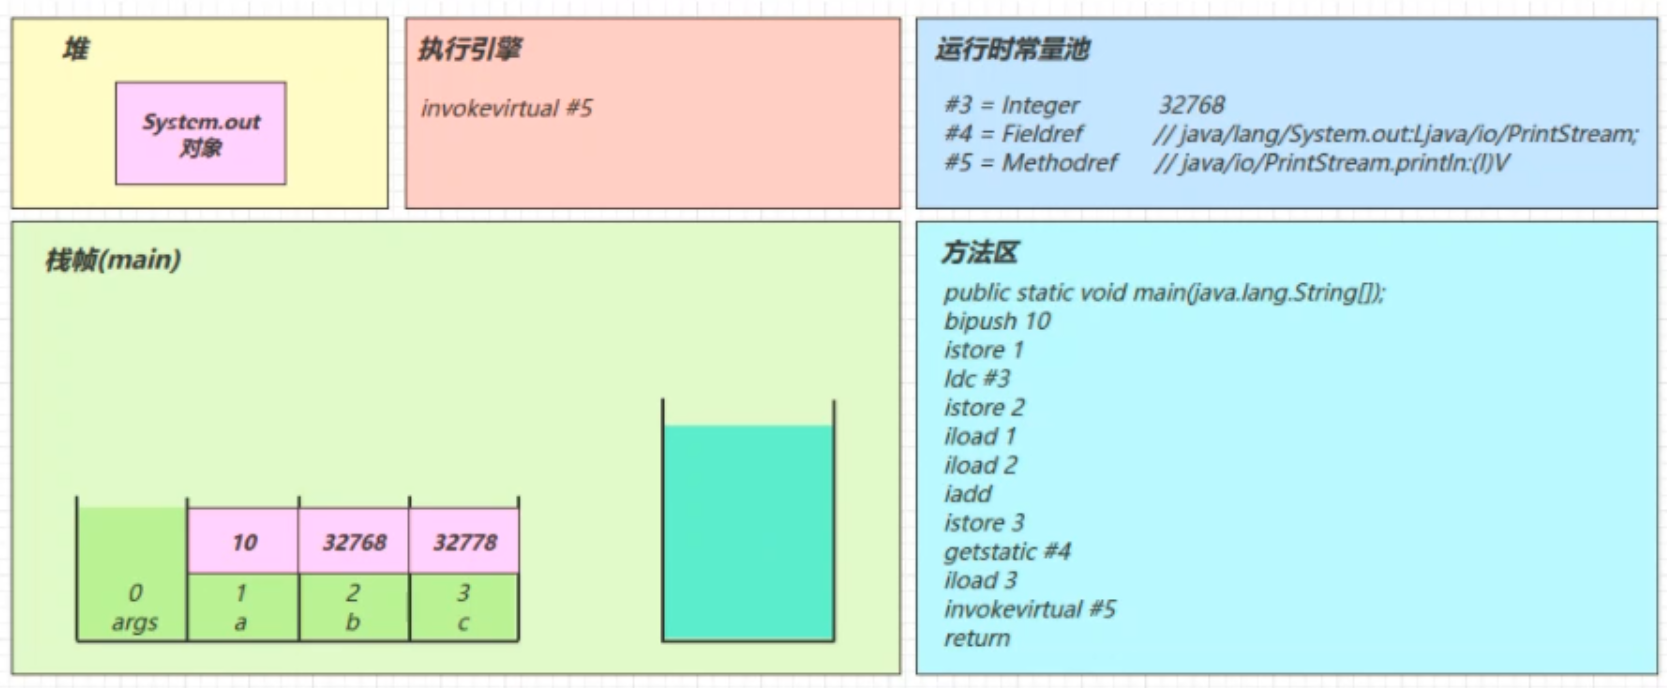 堆
System.out
对象
执行引擎
invokevirtual #5
运行时常量池
#3 = Integer 32768
#4 = Fieldref // java/lang/System.out:Ljava/io/PrintStream;
#5 = Methodref // java/io/PrintStream.println:(I)V
栈帧(main)
10 32768 32778
0 1 2 3
args a b c
方法区
public static void main(java.lang.String[]);
bipush 10
istore 1
ldc #3
istore 2
iload 1
iload 2
iadd
istore 3
getstatic #4
iload 3
invokevirtual #5
return